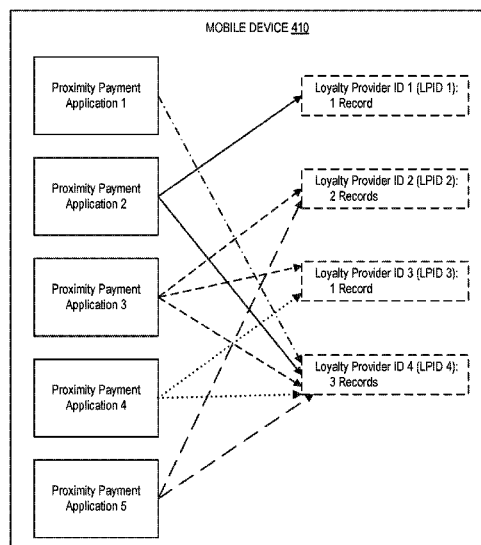 MOBILE DEVICE 410
Proximity Payment
Application 1
Loyalty Provider ID 1 (LPID 1):
1 Record
Proximity Payment
Application 2
Loyalty Provider ID 2 (LPID 2):
2 Records
Proximity Payment
Application 3
Loyalty Provider ID 3 (LPID 3):
1 Record
Proximity Payment
Application 4
Loyalty Provider ID 4 (LPID 4):
3 Records
Proximity Payment
Application 5